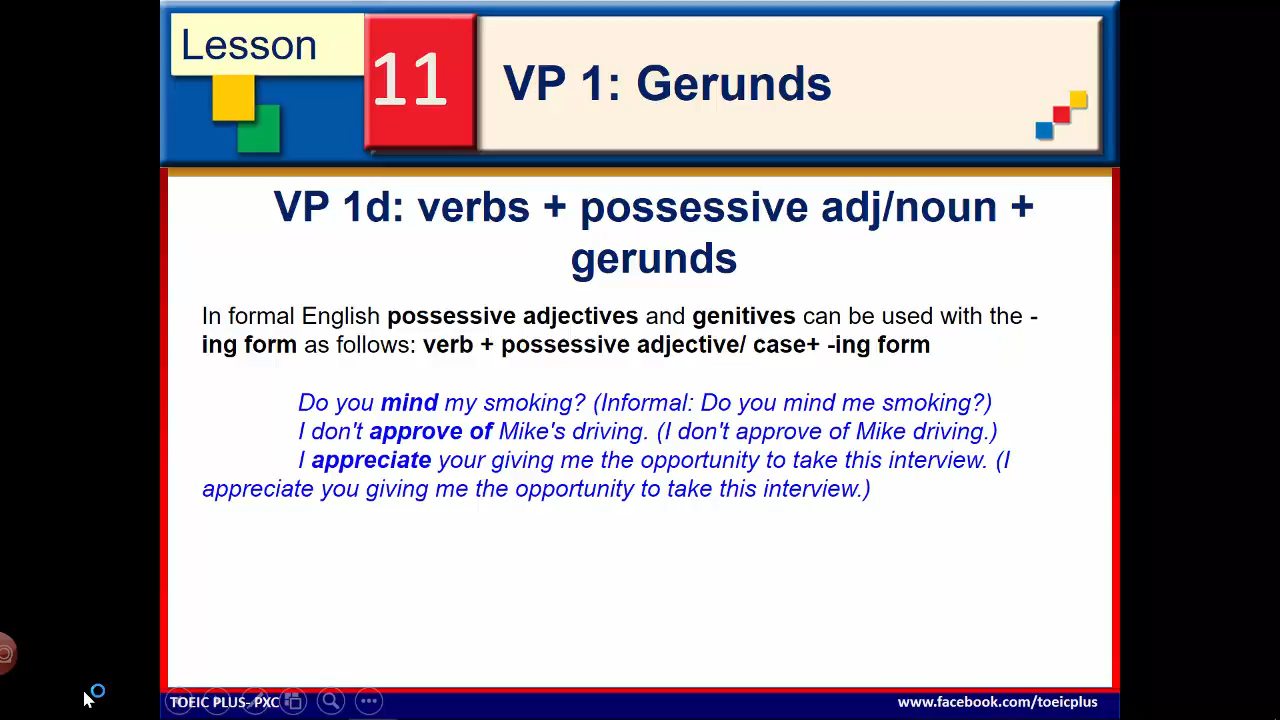 Lesson
11
VP 1: Gerunds
VP 1d: verbs + possessive adj/noun +
gerunds
In formal English possessive adjectives and genitives can be used with the -
ing form as follows: verb + possessive adjective/ case+ -ing form
Do you mind my smoking? (Informal: Do you mind me smoking?)
I don't approve of Mike's driving. (I don't approve of Mike driving.)
I appreciate your giving me the opportunity to take this interview. (I
appreciate you giving me the opportunity to take this interview.)
TOEIC PLUS- PXC
www.facebook.com/toeicplus